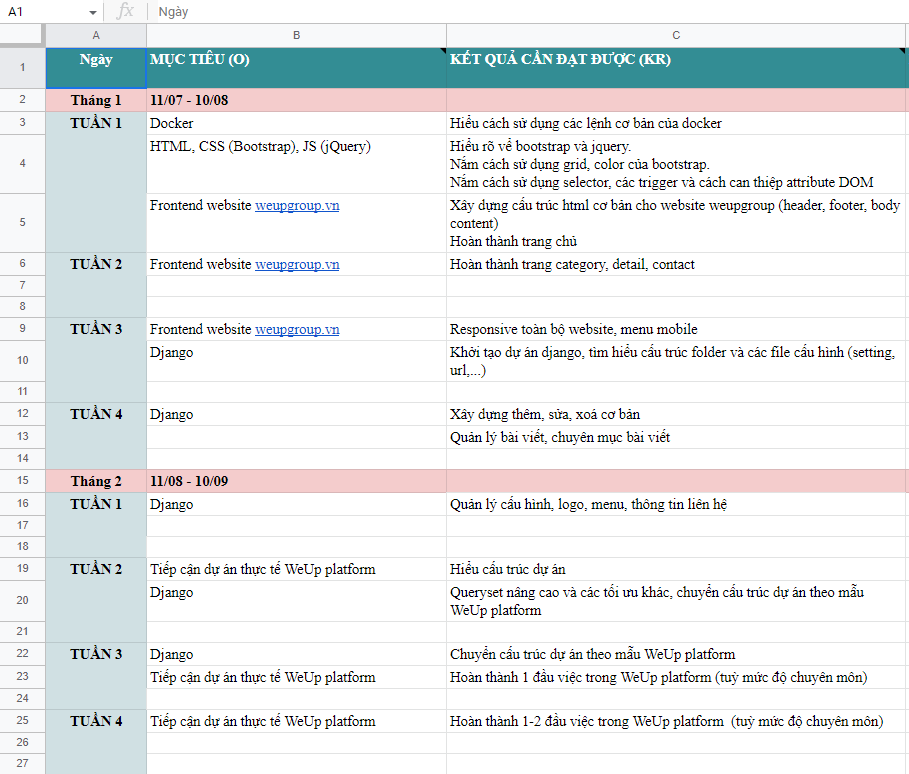 A1 fx Ngày
A B C
1 Ngày MỤC TIÊU (O) KẾT QUẢ CẦN ĐẠT ĐƯỢC (KR)
2 Tháng 1 11/07 - 10/08
3 TUẦN 1 Docker Hiểu cách sử dụng các lệnh cơ bản của docker
4 HTML, CSS (Bootstrap), JS (jQuery) Hiểu rõ về bootstrap và jquery.
Nắm cách sử dụng grid, color của bootstrap.
Nắm cách sử dụng selector, các trigger và cách can thiệp attribute DOM
5 Frontend website weupgroup.vn Xây dựng cấu trúc html cơ bản cho website weupgroup (header, footer, body
content)
Hoàn thành trang chủ
6 TUẦN 2 Frontend website weupgroup.vn Hoàn thành trang category, detail, contact
7
8
9 TUẦN 3 Frontend website weupgroup.vn Responsive toàn bộ website, menu mobile
10 Django Khởi tạo dự án django, tìm hiểu cấu trúc folder và các file cấu hình (setting,
url,...)
11
12 TUẦN 4 Django Xây dựng thêm, sửa, xoá cơ bản
13 Quản lý bài viết, chuyên mục bài viết
14
15 Tháng 2 11/08 - 10/09
16 TUẦN 1 Django Quản lý cấu hình, logo, menu, thông tin liên hệ
17
18
19 TUẦN 2 Tiếp cận dự án thực tế WeUp platform Hiểu cấu trúc dự án
20 Django Queryset nâng cao và các tối ưu khác, chuyển cấu trúc dự án theo mẫu
WeUp platform
21
22 TUẦN 3 Django Chuyển cấu trúc dự án theo mẫu WeUp platform
23 Tiếp cận dự án thực tế WeUp platform Hoàn thành 1 đầu việc trong WeUp platform (tuỳ mức độ chuyên môn)
24
25 TUẦN 4 Tiếp cận dự án thực tế WeUp platform Hoàn thành 1-2 đầu việc trong WeUp platform (tuỳ mức độ chuyên môn)
26
27